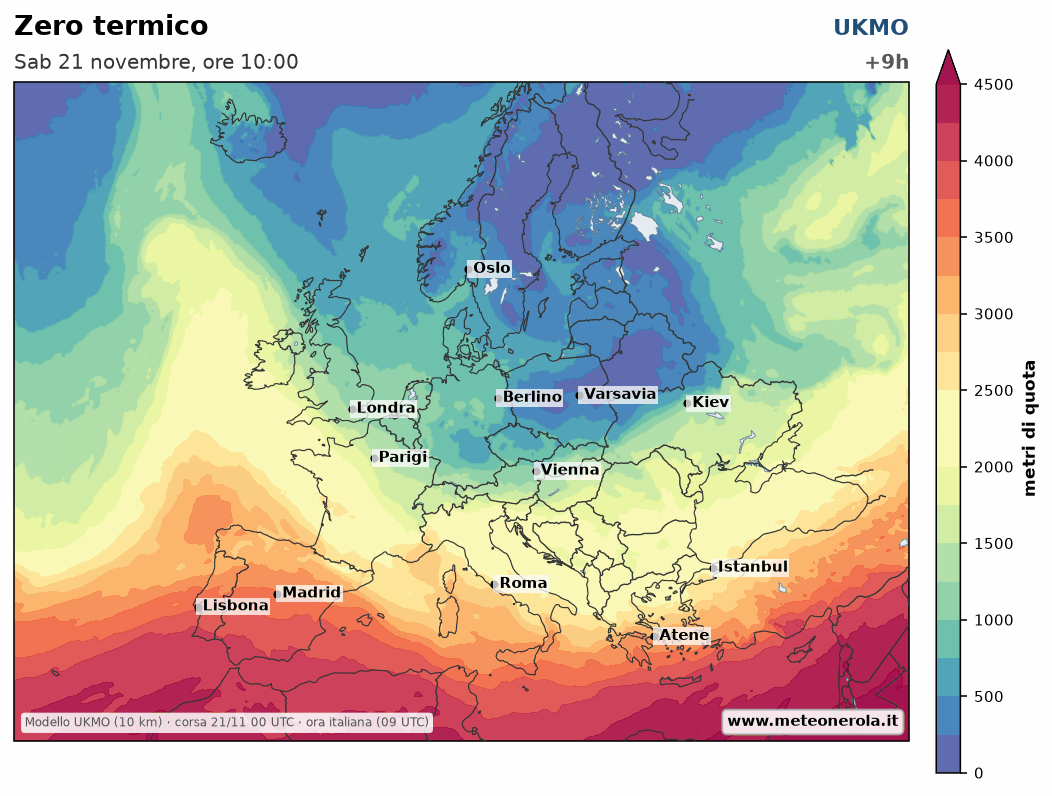 Zero termico
UKMO
Sab 21 novembre, ore 10:00
+9h
4500
4000
3500
3000
2500
2000
1500
1000
500
0
metri di quota
Oslo
Berlino
Varsavia
Kiev
Londra
Parigi
Vienna
Istanbul
Roma
Madrid
Lisbona
Atene
Modello UKMO (10 km) · corsa 21/11 00 UTC · ora italiana (09 UTC)
www.meteonerola.it